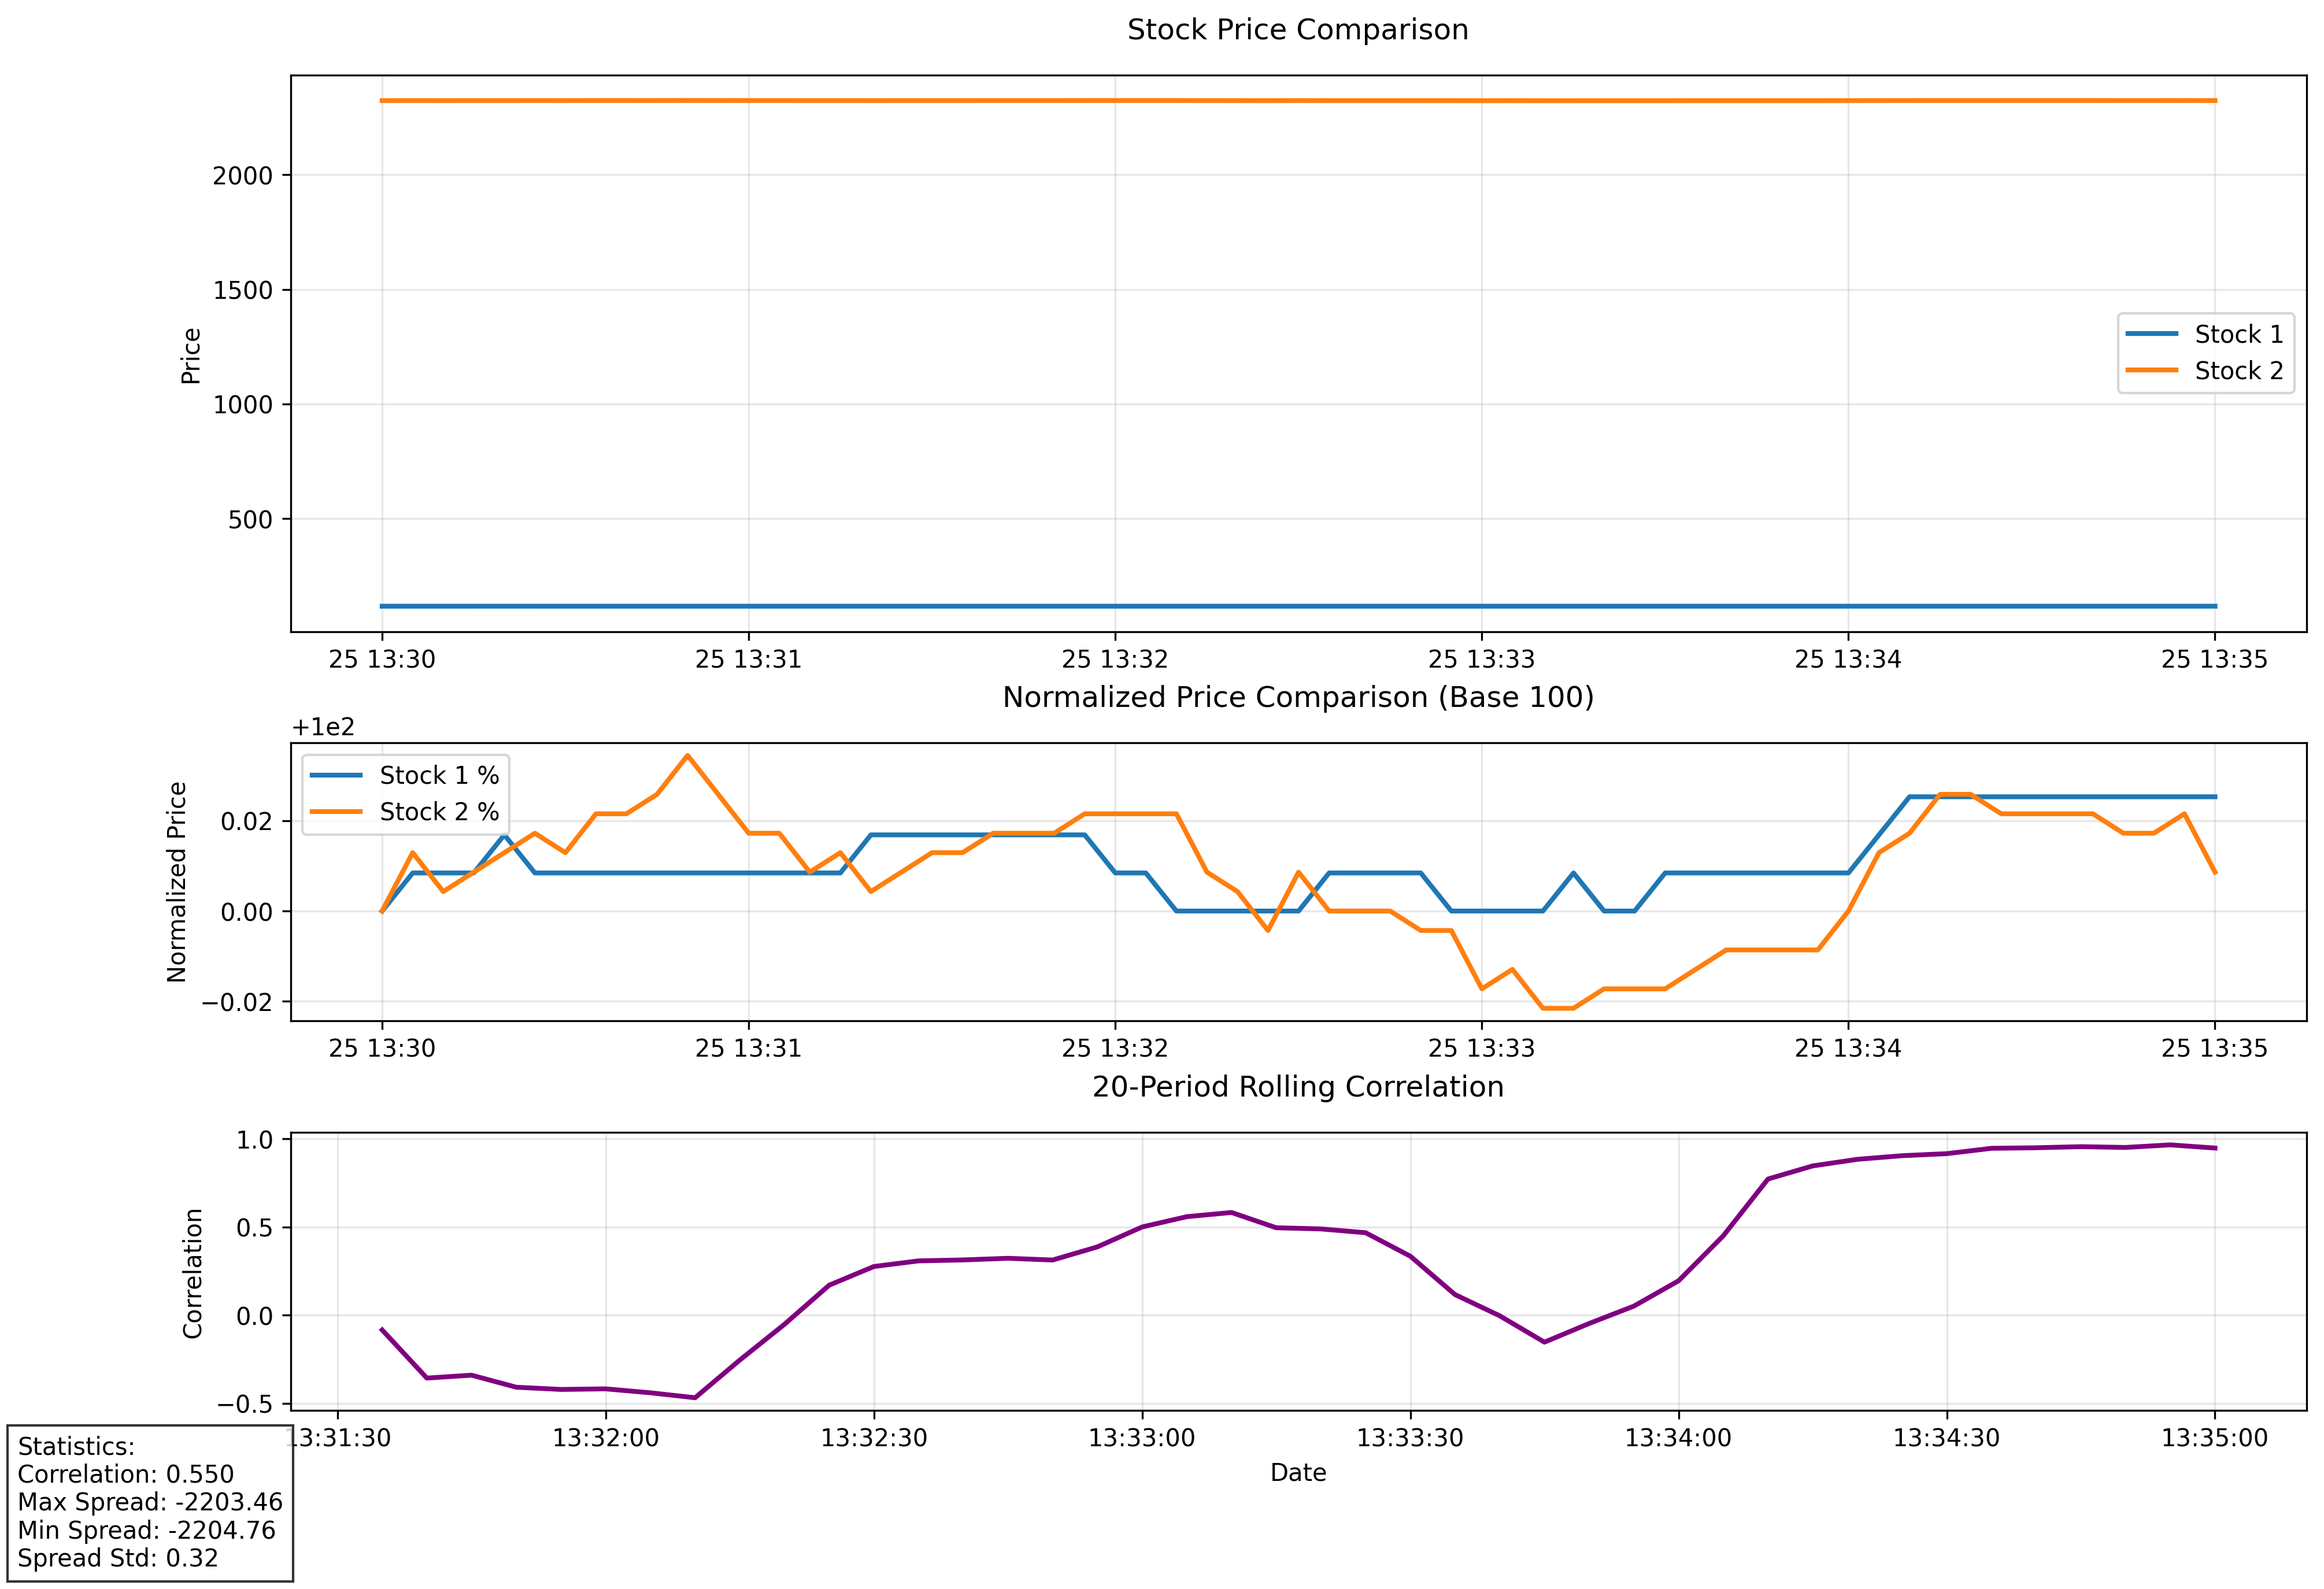 Stock Price Comparison
Price
2000
1500
1000
500
Stock 1
Stock 2
25 13:30 25 13:31 25 13:32 25 13:33 25 13:34 25 13:35
Normalized Price Comparison (Base 100)
+1e2
Normalized Price
Stock 1 %
Stock 2 %
0.02
0.00
−0.02
25 13:30 25 13:31 25 13:32 25 13:33 25 13:34 25 13:35
20-Period Rolling Correlation
Correlation
1.0
0.5
0.0
−0.5
13:31:30 13:32:00 13:32:30 13:33:00 13:33:30 13:34:00 13:34:30 13:35:00
Date
Statistics:
Correlation: 0.550
Max Spread: -2203.46
Min Spread: -2204.76
Spread Std: 0.32